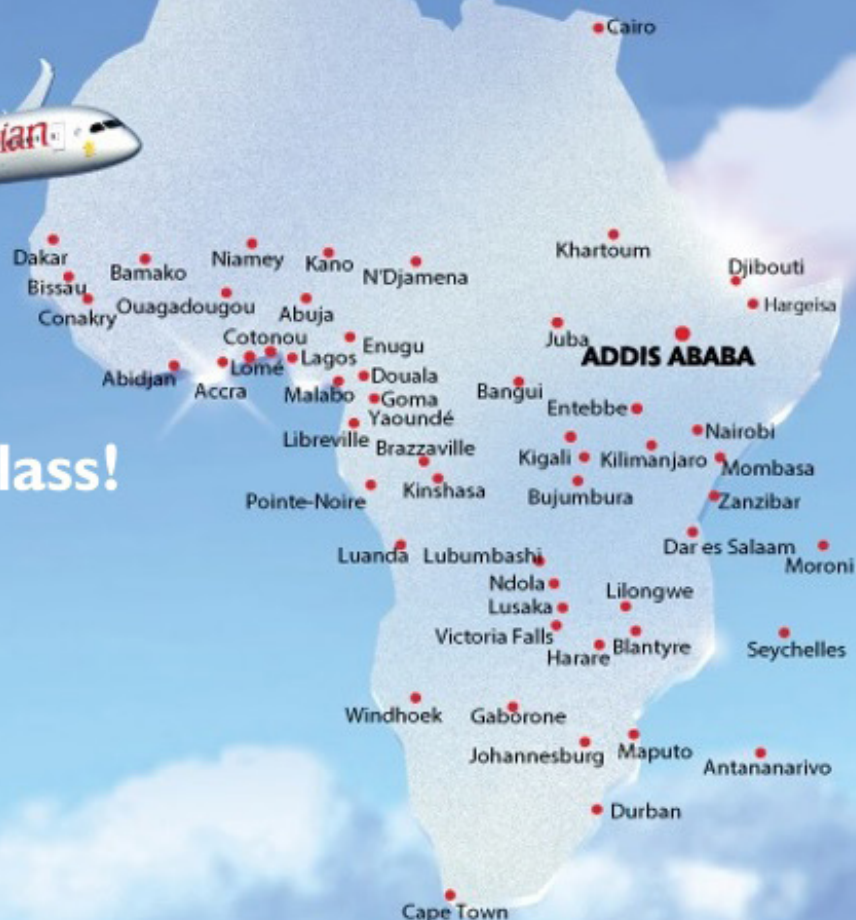 Cairo
ian
Dakar
Bissau
Conakry
Bamako
Niamey
Kano
N'Djamena
Khartoum
Djibouti
Hargeisa
Ouagadougou
Abuja
Cotonou
Enugu
Juba
ADDIS ABABA
Abidjan
Accra
Lomé
Lagos
Malabo
Douala
Goma
Yaoundé
Bangui
Entebbe
Libreville
Brazzaville
Kigali
Kilimanjaro
Nairobi
Mombasa
lass!
Pointe-Noire
Kinshasa
Bujumbura
Zanzibar
Luanda
Lubumbashi
Dar es Salaam
Moroni
Ndola
Lilongwe
Lusaka
Victoria Falls
Harare
Blantyre
Seychelles
Windhoek
Gaborone
Johannesburg
Maputo
Antananarivo
Durban
Cape Town